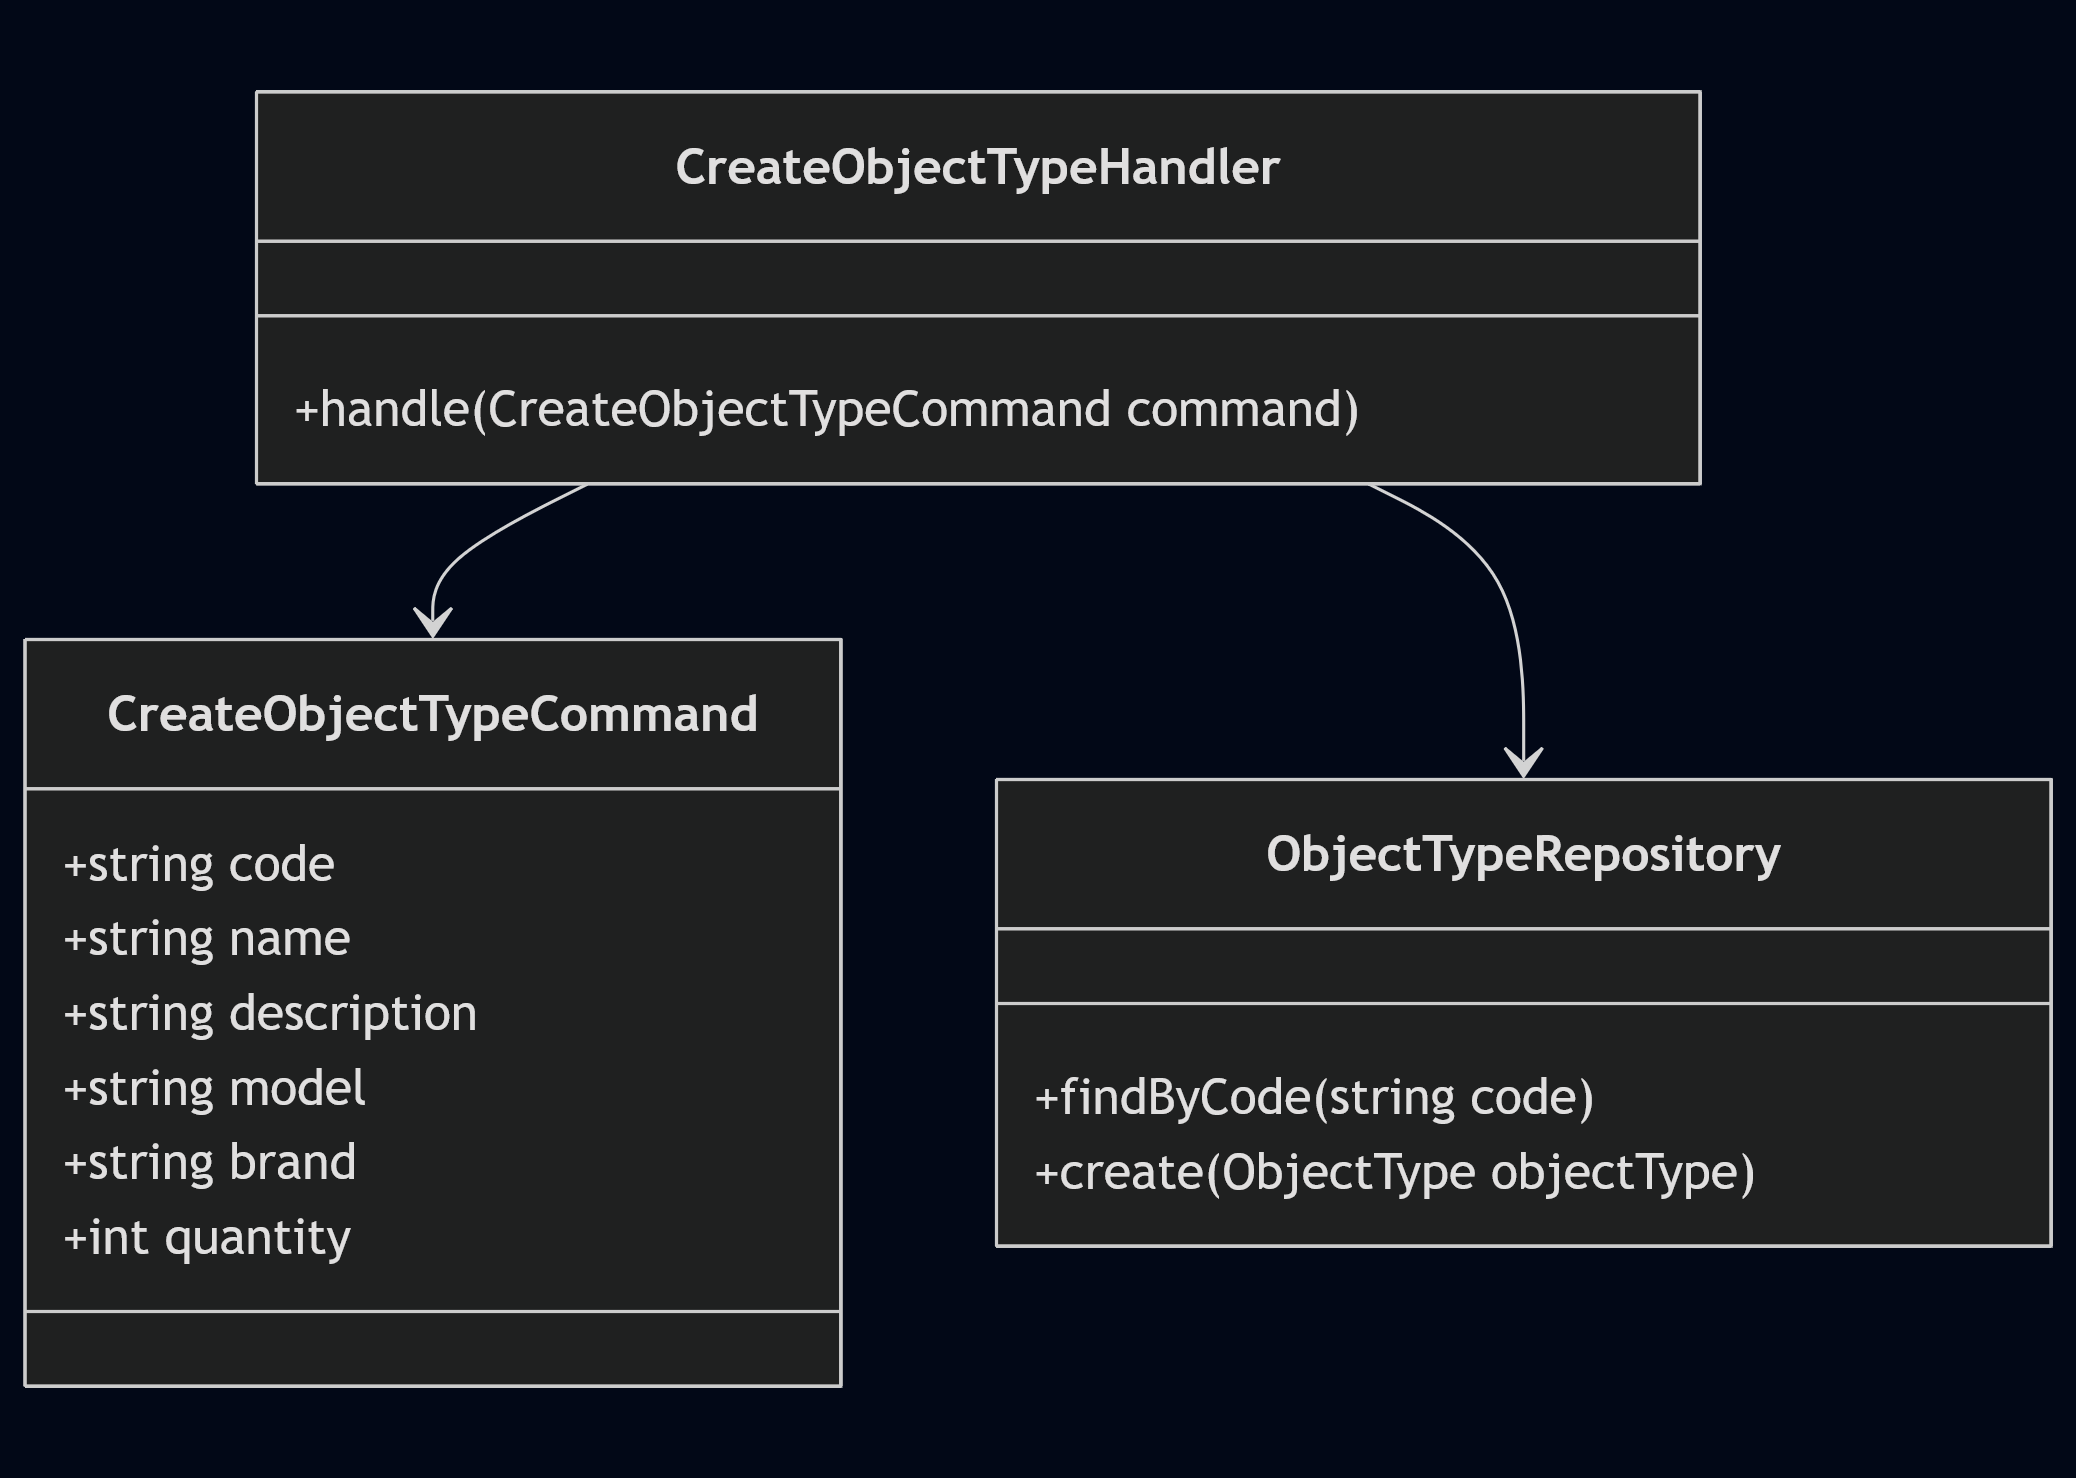 CreateObjectTypeHandler
+handle(CreateObjectTypeCommand command)
CreateObjectTypeCommand
+string code
+string name
+string description
+string model
+string brand
+int quantity
ObjectTypeRepository
+findByCode(string code)
+create(ObjectType objectType)